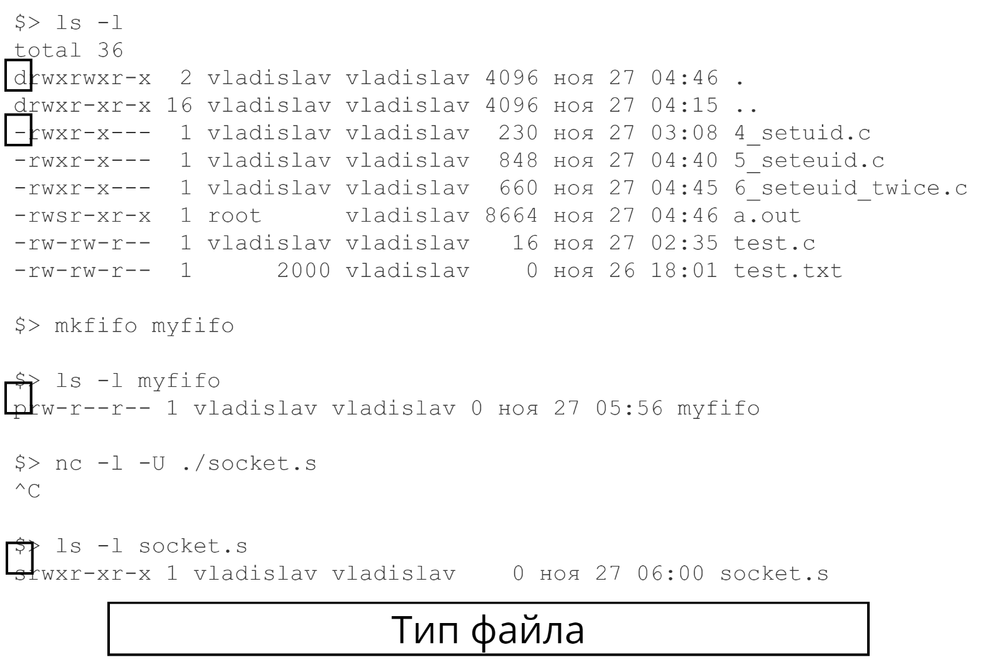 $> ls -l
total 36
drwxrwxr-x  2 vladislav vladislav 4096 ноя 27 04:46 .
drwxr-xr-x 16 vladislav vladislav 4096 ноя 27 04:15 ..
-rwxr-x---  1 vladislav vladislav  230 ноя 27 03:08 4_setuid.c
-rwxr-x---  1 vladislav vladislav  848 ноя 27 04:40 5_seteuid.c
-rwxr-x---  1 vladislav vladislav  660 ноя 27 04:45 6_seteuid_twice.c
-rwsr-xr-x  1 root      vladislav 8664 ноя 27 04:46 a.out
-rw-rw-r--  1 vladislav vladislav   16 ноя 27 02:35 test.c
-rw-rw-r--  1      2000 vladislav    0 ноя 26 18:01 test.txt
$> mkfifo myfifo
$> ls -l myfifo
prw-r--r-- 1 vladislav vladislav 0 ноя 27 05:56 myfifo
$> nc -l -U ./socket.s
^C
$> ls -l socket.s
srwxr-xr-x 1 vladislav vladislav    0 ноя 27 06:00 socket.s
Тип файла